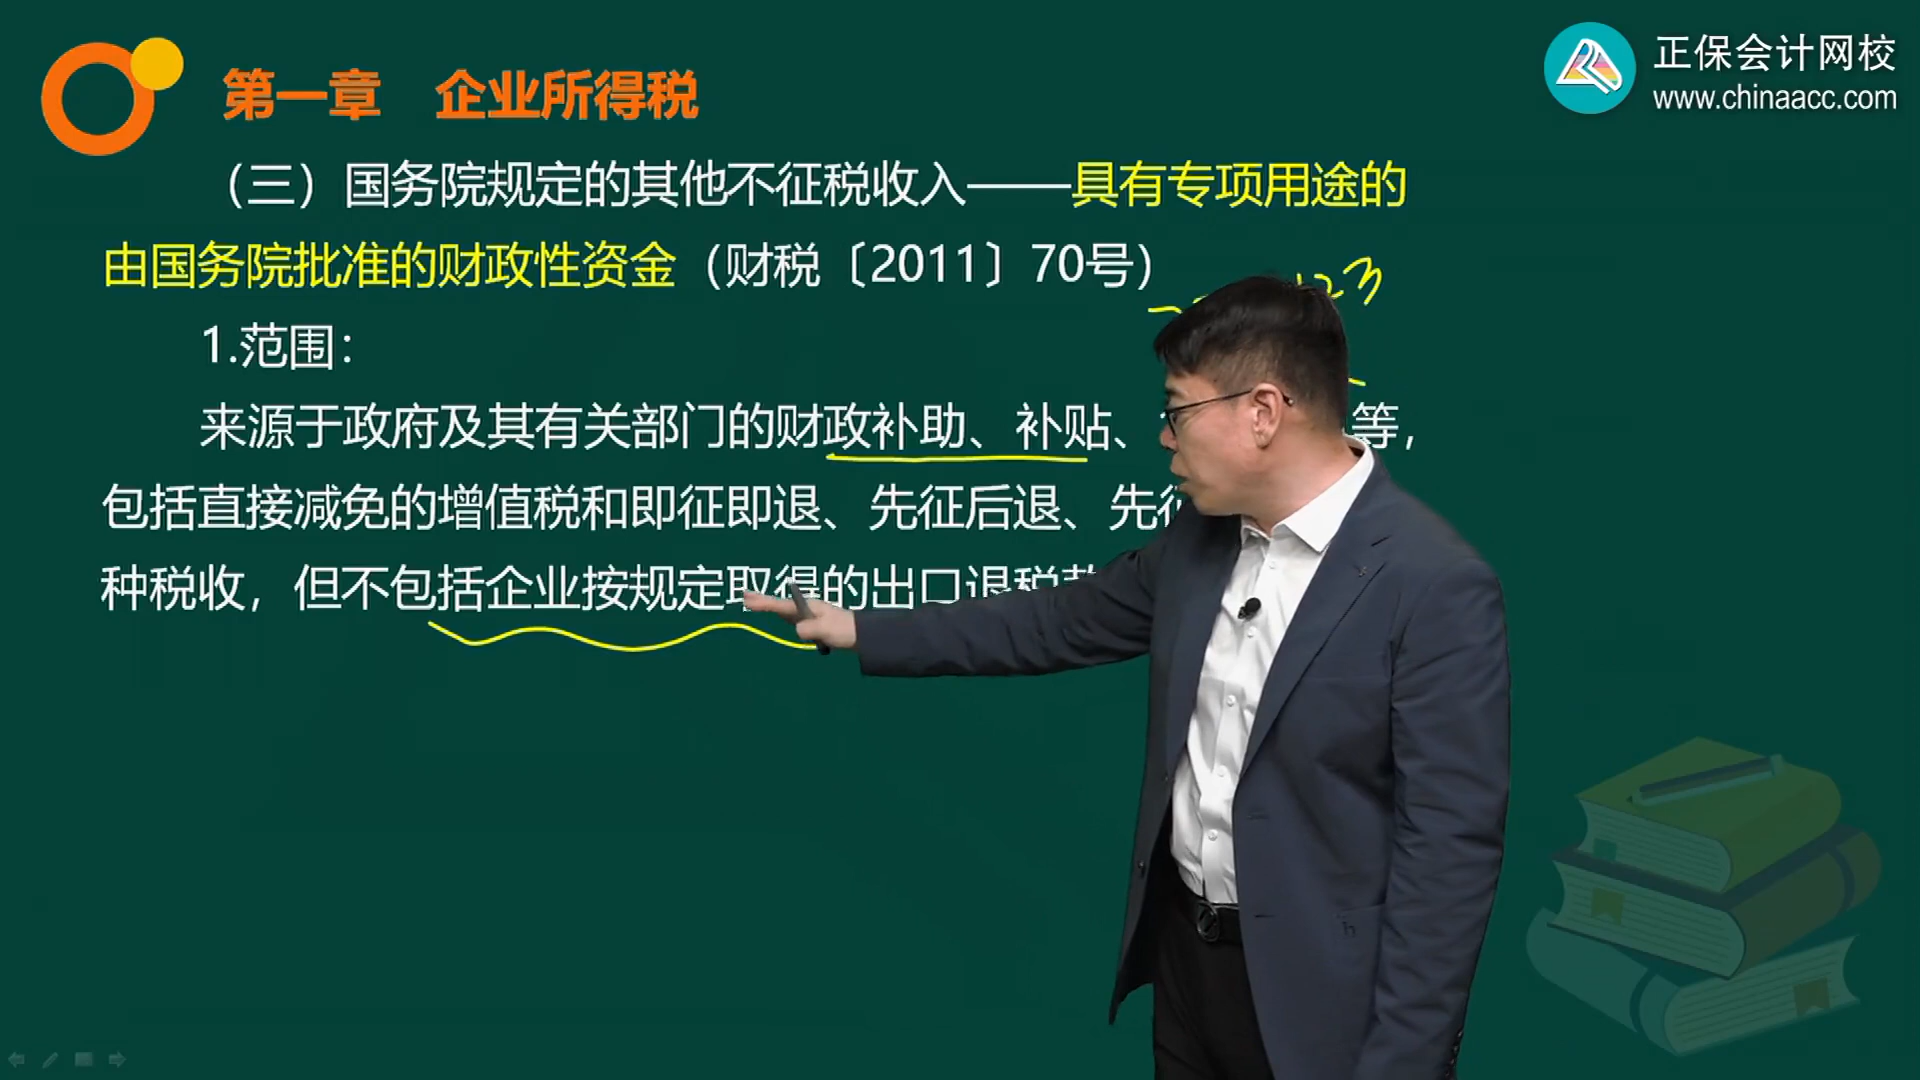 正保会计网校
www.chinaacc.com
第一章 企业所得税
（三）国务院规定的其他不征税收入——具有专项用途的
由国务院批准的财政性资金（财税〔2011〕70号）
123
1.范围：
来源于政府及其有关部门的财政补助、补贴、 等，
包括直接减免的增值税和即征即退、先征后退、先征
种税收，但不包括企业按规定取得的出口退税款